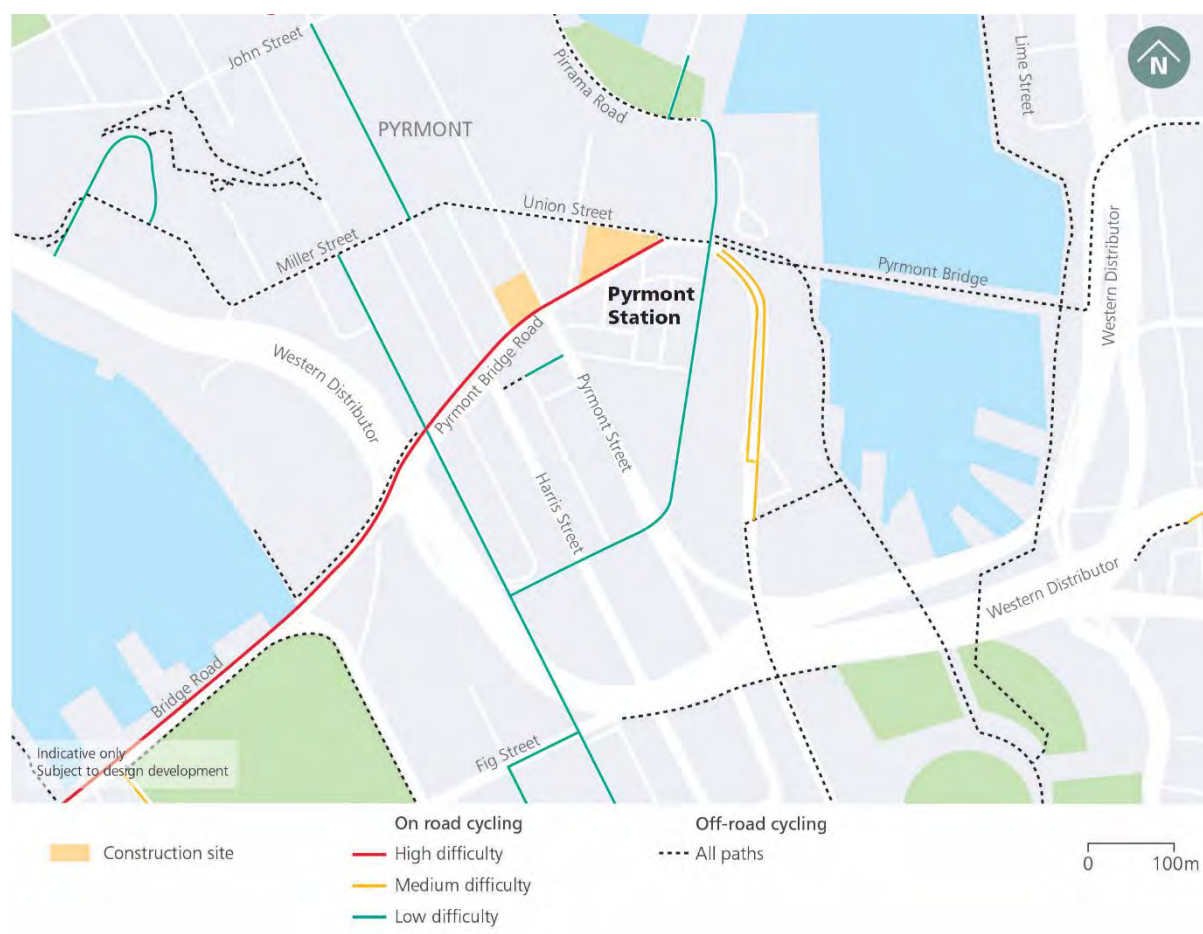 John Street
Pirrama Road
Lime Street
N
PYRMONT
Union Street
Miller Street
Pyrmont Bridge
Western Distributor
Pyrmont
Station
Western Distributor
Pyrmont Bridge Road
Pyrmont Street
Harris Street
Western Distributor
Bridge Road
Fig Street
Indicative only
Subject to design development
On road cycling
Off-road cycling
Construction site
High difficulty
All paths
Medium difficulty
Low difficulty
0 100m